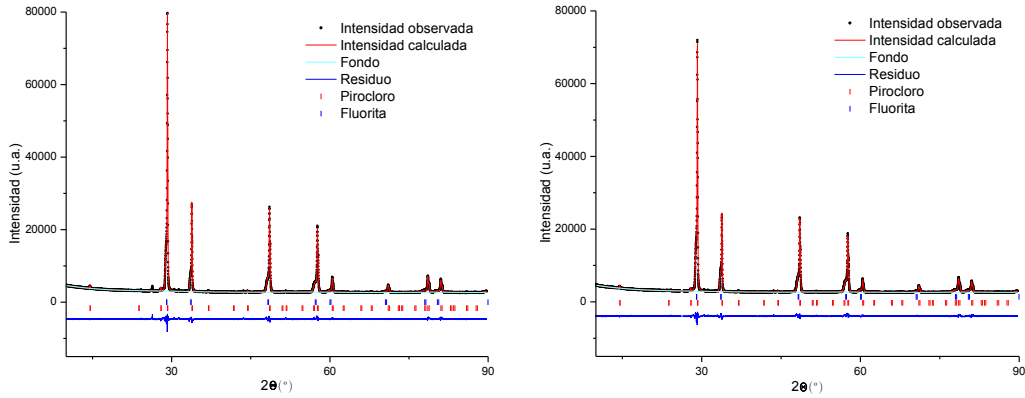 80000
60000
40000
20000
0
Intensidad (u.a.)
Intensidad observada
Intensidad calculada
Fondo
Residuo
Pirocloro
Fluorita
30
60
90
2Θ(°)
80000
60000
40000
20000
0
Intensidad (u.a.)
Intensidad observada
Intensidad calculada
Fondo
Residuo
Pirocloro
Fluorita
30
60
90
2Θ(°)